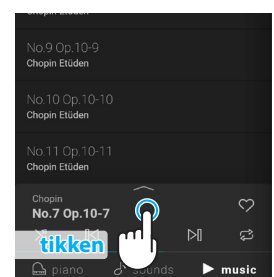 Chopin Etüden
No.9 Op.10-9
Chopin Etüden
No.10 Op.10-10
Chopin Etüden
No.11 Op.10-11
Chopin Etüden
Chopin
No.7 Op.10-7
tikken
piano sounds music